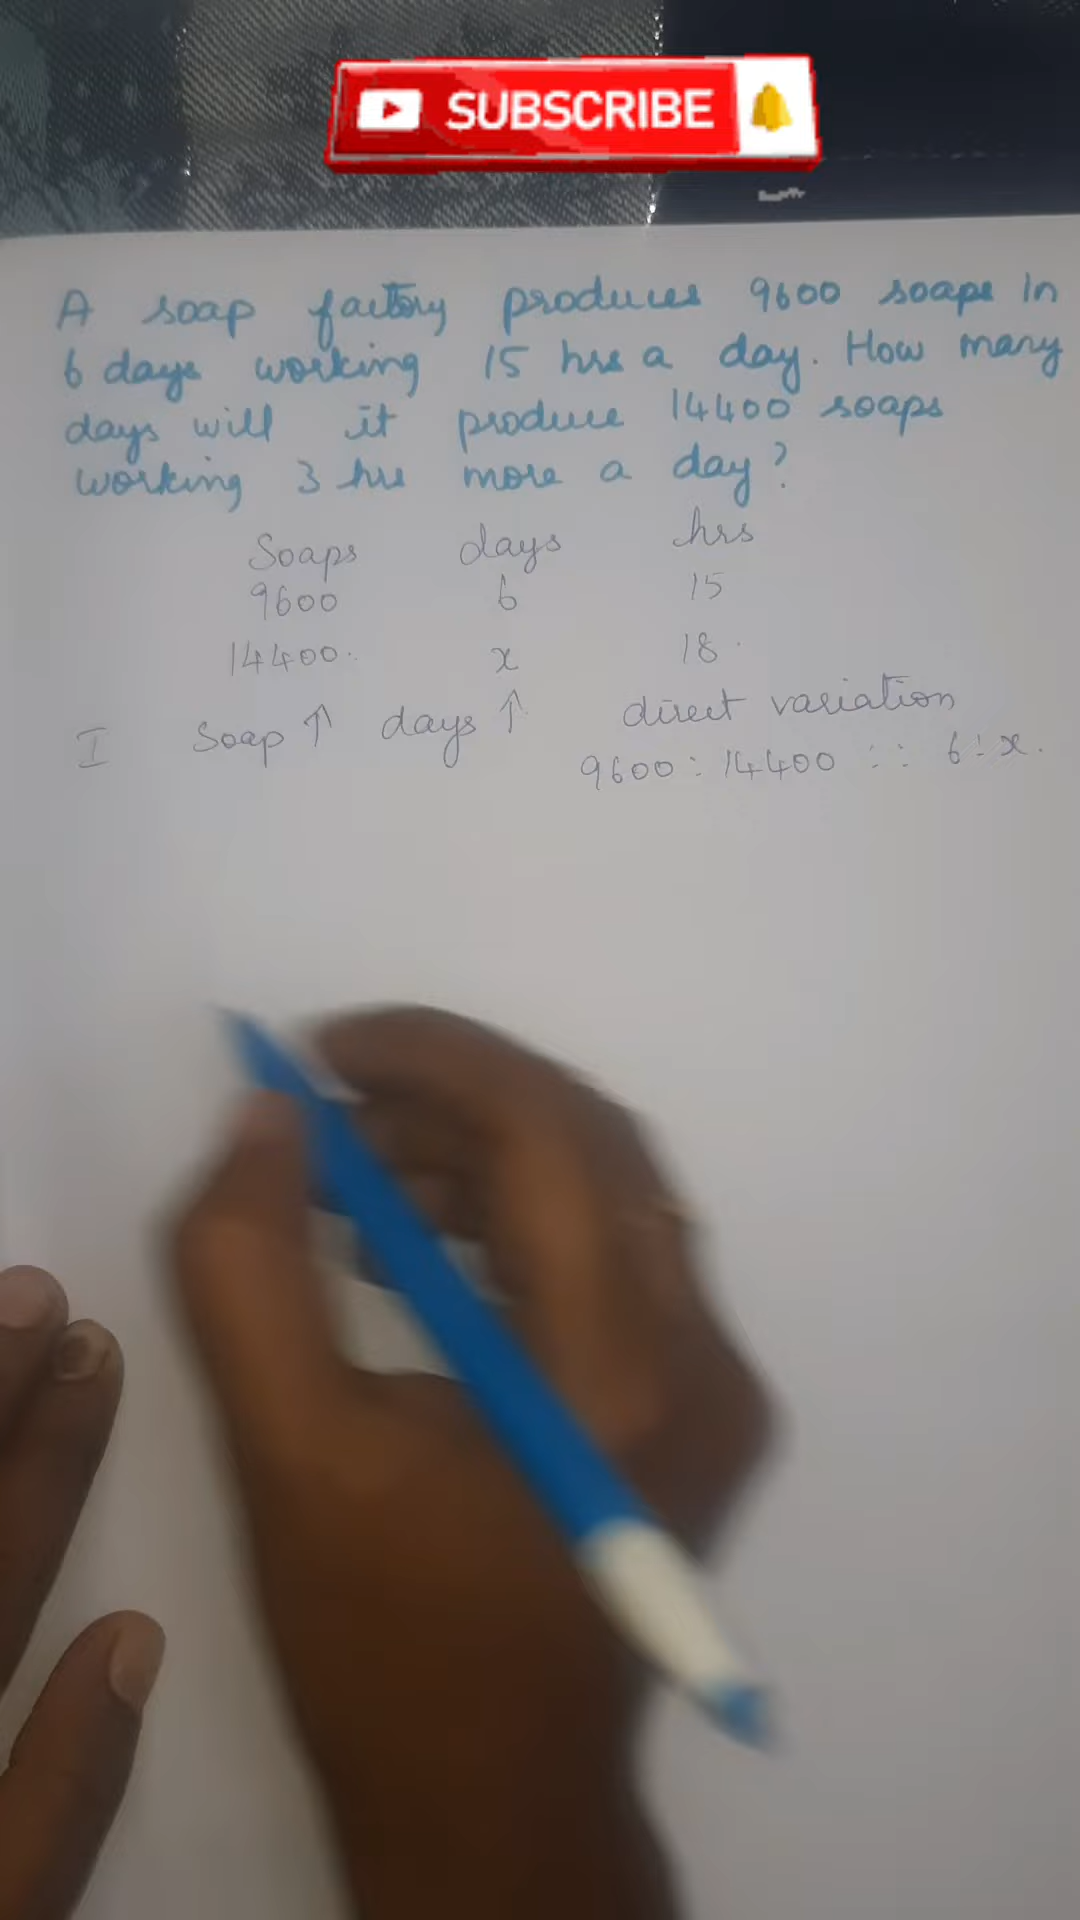 SUBSCRIBE
A soap factory produces 9600 soaps in
6 days working 15 hrs a day. How many
days will it produce 14400 soaps
working 3 hrs more a day?
Soaps days hrs
9600 6 15
14400. x 18.
I Soap ↑ days ↑ direct variation
9600 : 14400 :: 6 : x.